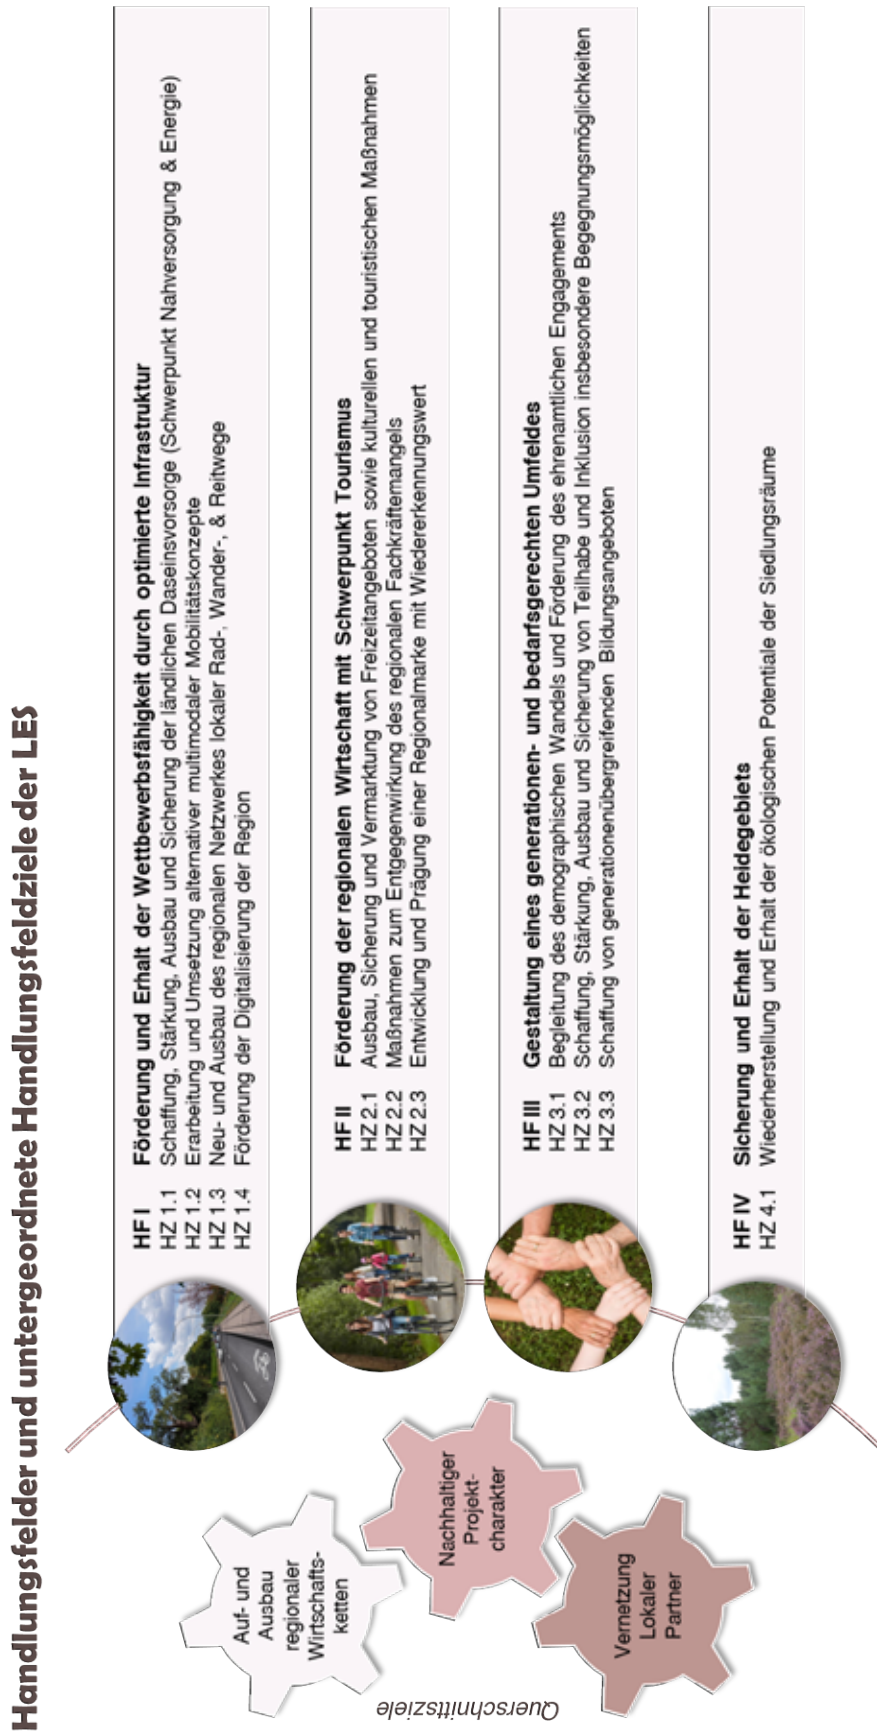 Handlungsfelder und untergeordnete Handlungsfeldziele der LES
HF I Förderung und Erhalt der Wettbewerbsfähigkeit durch optimierte Infrastruktur
HZ 1.1 Schaffung, Stärkung, Ausbau und Sicherung der ländlichen Daseinsvorsorge (Schwerpunkt Nahversorgung & Energie)
HZ 1.2 Erarbeitung und Umsetzung alternativer multimodaler Mobilitätskonzepte
HZ 1.3 Neu- und Ausbau des regionalen Netzwerkes lokaler Rad-, Wander-, & Reitwege
HZ 1.4 Förderung der Digitalisierung der Region
HF II Förderung der regionalen Wirtschaft mit Schwerpunkt Tourismus
HZ 2.1 Ausbau, Sicherung und Vermarktung von Freizeitangeboten sowie kulturellen und touristischen Maßnahmen
HZ 2.2 Maßnahmen zum Entgegenwirkung des regionalen Fachkräftemangels
HZ 2.3 Entwicklung und Prägung einer Regionalmarke mit Wiedererkennungswert
HF III Gestaltung eines generationen- und bedarfsgerechten Umfeldes
HZ 3.1 Begleitung des demographischen Wandels und Förderung des ehrenamtlichen Engagements
HZ 3.2 Schaffung, Stärkung, Ausbau und Sicherung von Teilhabe und Inklusion insbesondere Begegnungsmöglichkeiten
HZ 3.3 Schaffung von generationenübergreifenden Bildungsangeboten
HF IV Sicherung und Erhalt der Heidegebiets
HZ 4.1 Wiederherstellung und Erhalt der ökologischen Potentiale der Siedlungsräume
Auf- und
Ausbau
regionaler
Wirtschafts-
ketten
Nachhaltiger
Projekt-
charakter
Vernetzung
Lokaler
Partner
Querschnittsziele